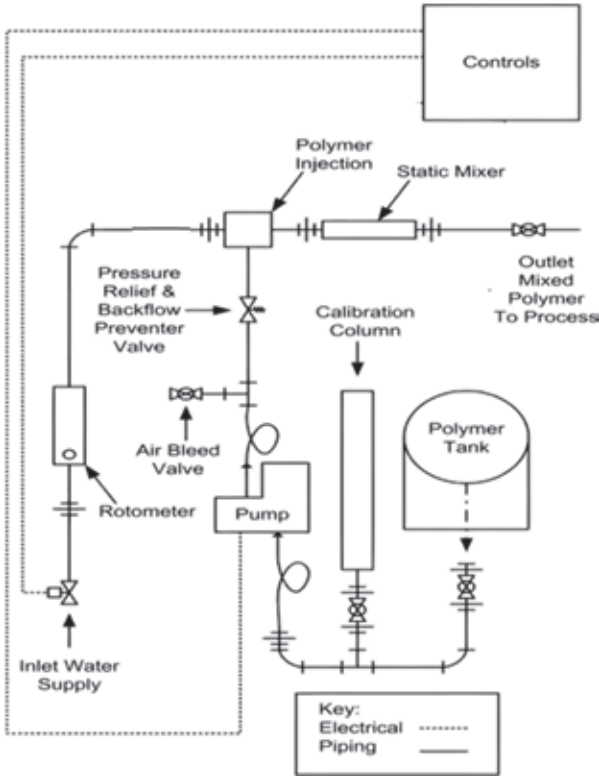 Controls
Polymer
Injection
Static Mixer
Pressure
Relief &
Backflow
Preventer
Valve
Outlet
Mixed
Polymer
To Process
Calibration
Column
Air Bleed
Valve
Polymer
Tank
Rotometer
Pump
Inlet Water
Supply
Key:
Electrical
Piping